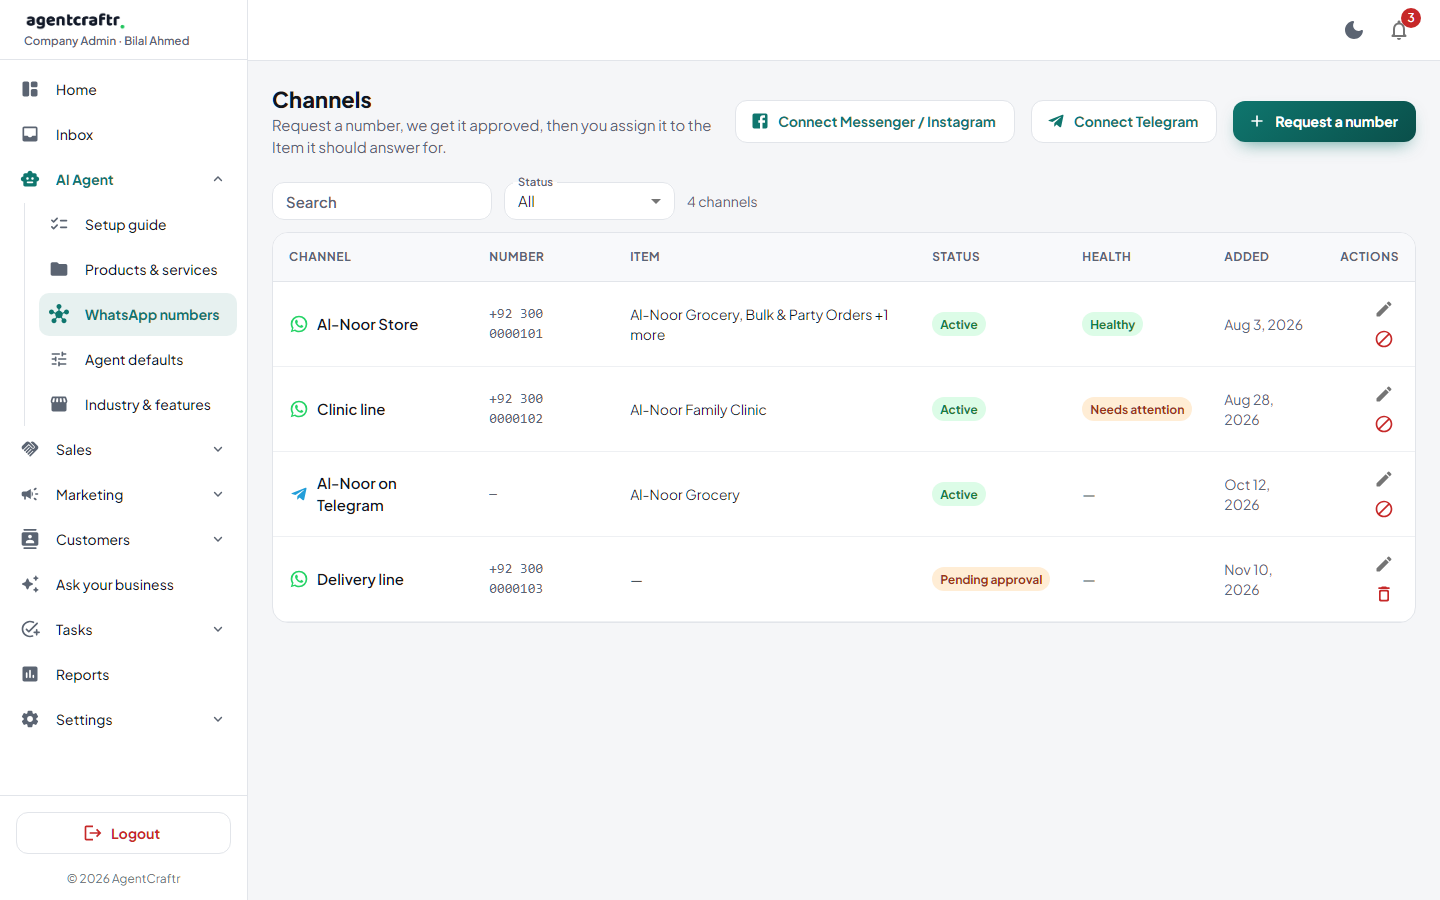 agentcraftr.
Company Admin · Bilal Ahmed
3
Home
Inbox
AI Agent
Setup guide
Products & services
WhatsApp numbers
Agent defaults
Industry & features
Sales
Marketing
Customers
Ask your business
Tasks
Reports
Settings
Logout
© 2026 AgentCraftr
Channels
Request a number, we get it approved, then you assign it to the
Item it should answer for.
Connect Messenger / Instagram
Connect Telegram
+ Request a number
Search
Status
All
4 channels
CHANNEL NUMBER ITEM STATUS HEALTH ADDED ACTIONS
Al-Noor Store
+92 300
0000101
Al-Noor Grocery, Bulk & Party Orders +1
more
Active
Healthy
Aug 3, 2026
Clinic line
+92 300
0000102
Al-Noor Family Clinic
Active
Needs attention
Aug 28,
2026
Al-Noor on
Telegram
—
Al-Noor Grocery
Active
—
Oct 12,
2026
Delivery line
+92 300
0000103
—
Pending approval
—
Nov 10,
2026